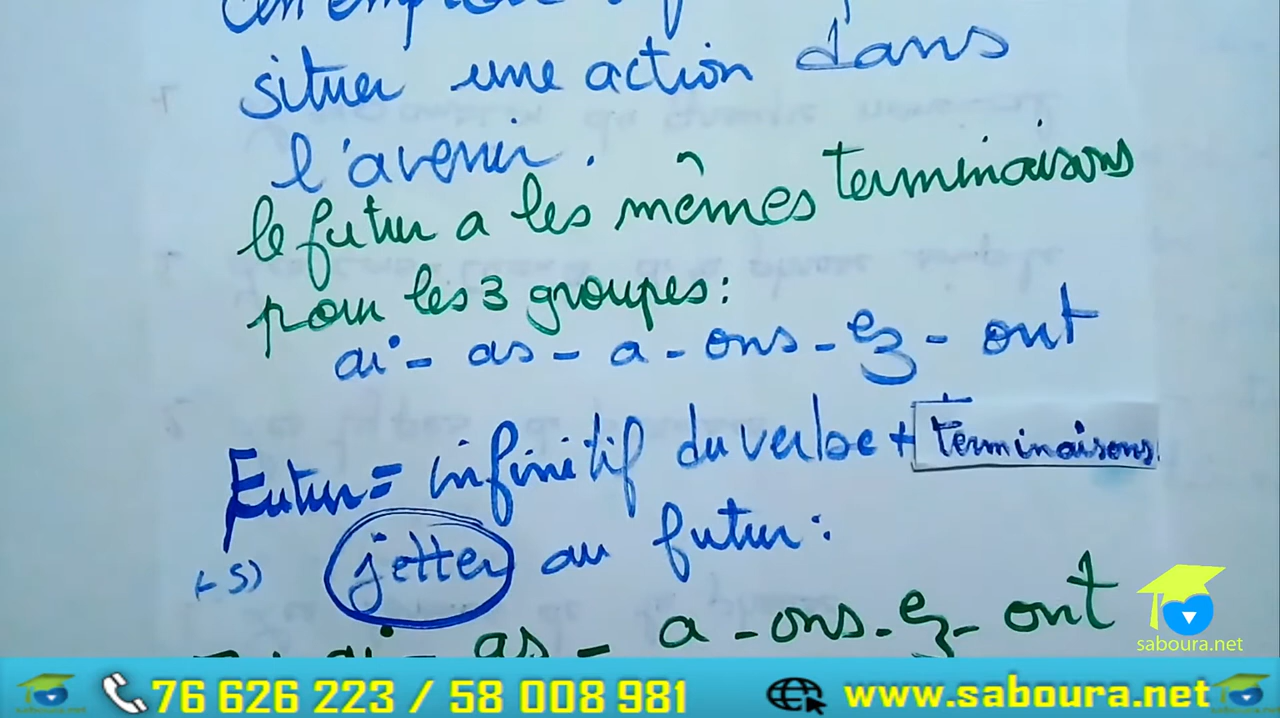 situer une action dans
l'avenir.
le futur a les mêmes terminaisons
pour les 3 groupes:
ai - as - a - ons - ez - ont
Futur = infinitif du verbe + terminaisons.
jetter au futur:
ai - as - a - ons - ez - ont
saboura.net
76 626 223 / 58 008 981 www.saboura.net